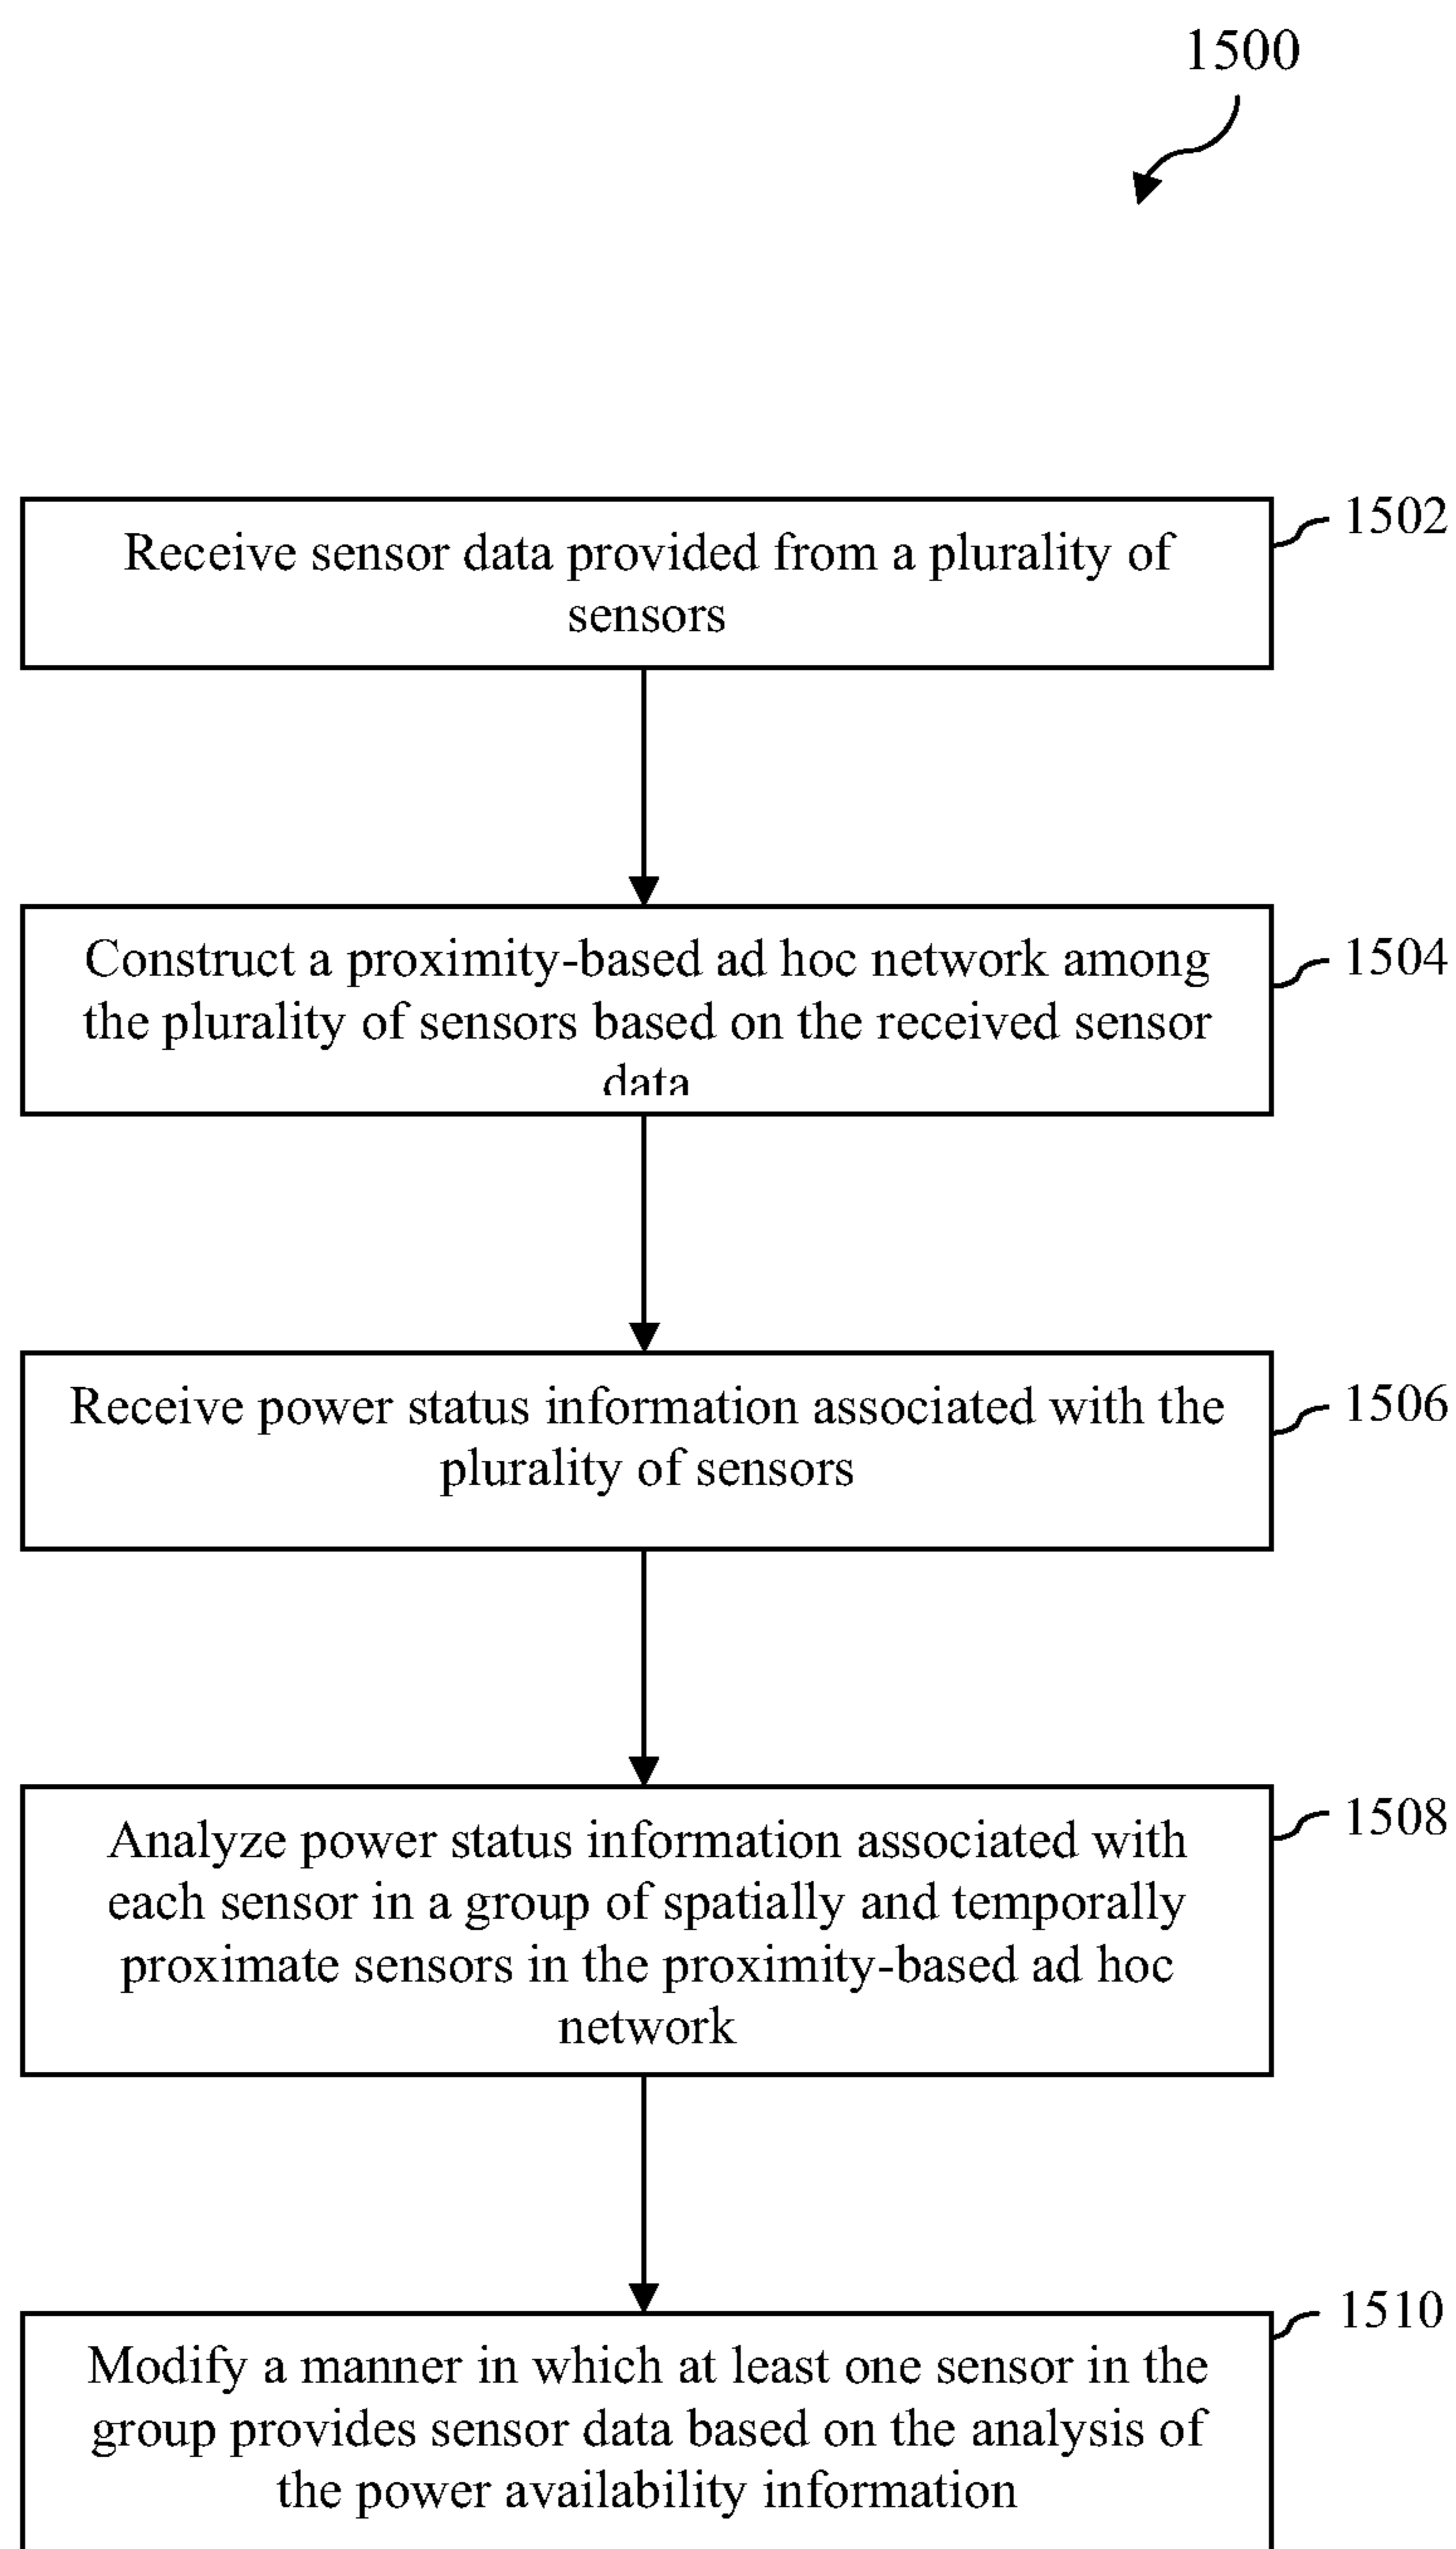 1500
Receive sensor data provided from a plurality of
sensors
1502
Construct a proximity-based ad hoc network among
the plurality of sensors based on the received sensor
data
1504
Receive power status information associated with the
plurality of sensors
1506
Analyze power status information associated with
each sensor in a group of spatially and temporally
proximate sensors in the proximity-based ad hoc
network
1508
Modify a manner in which at least one sensor in the
group provides sensor data based on the analysis of
the power availability information
1510